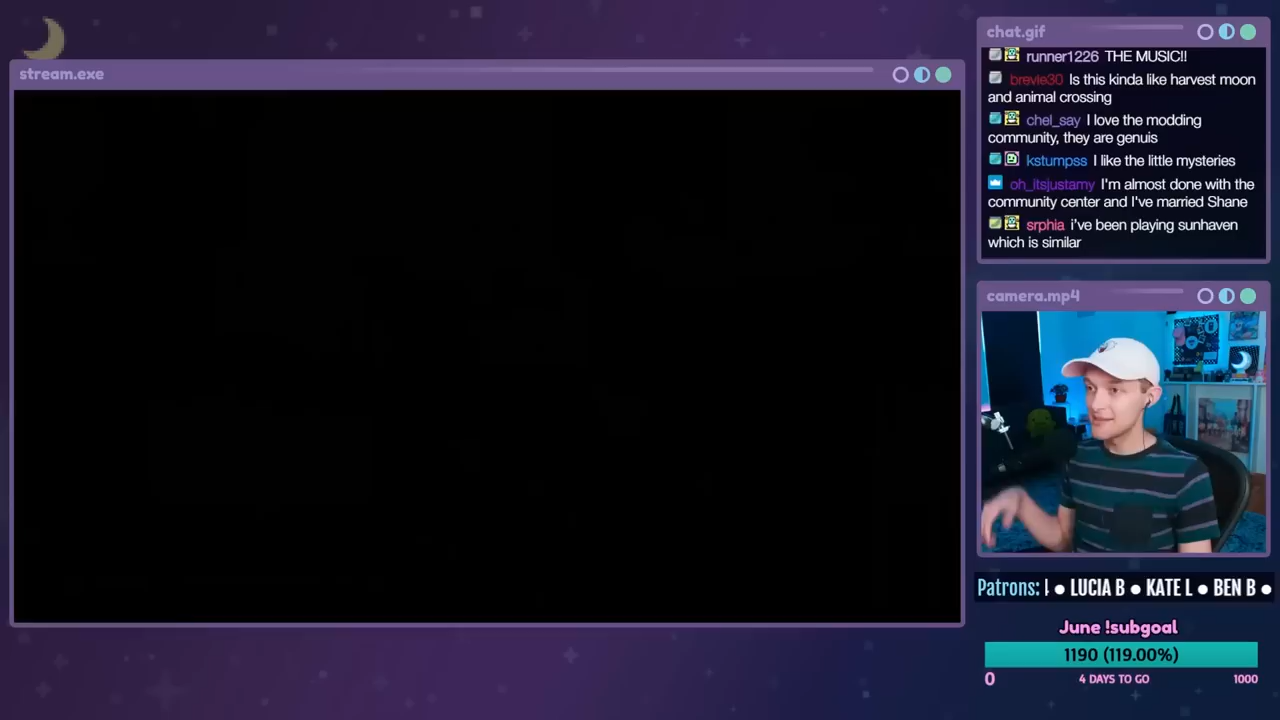 stream.exe
chat.gif
runner1226 THE MUSIC!!
brevie30 Is this kinda like harvest moon
and animal crossing
chel_say I love the modding
community, they are genuis
kstumpss I like the little mysteries
oh_itsjustamy I'm almost done with the
community center and I've married Shane
srphia i've been playing sunhaven
which is similar
camera.mp4
Patrons: ● LUCIA B ● KATE L ● BEN B ●
June !subgoal
1190 (119.00%)
0 4 DAYS TO GO 1000